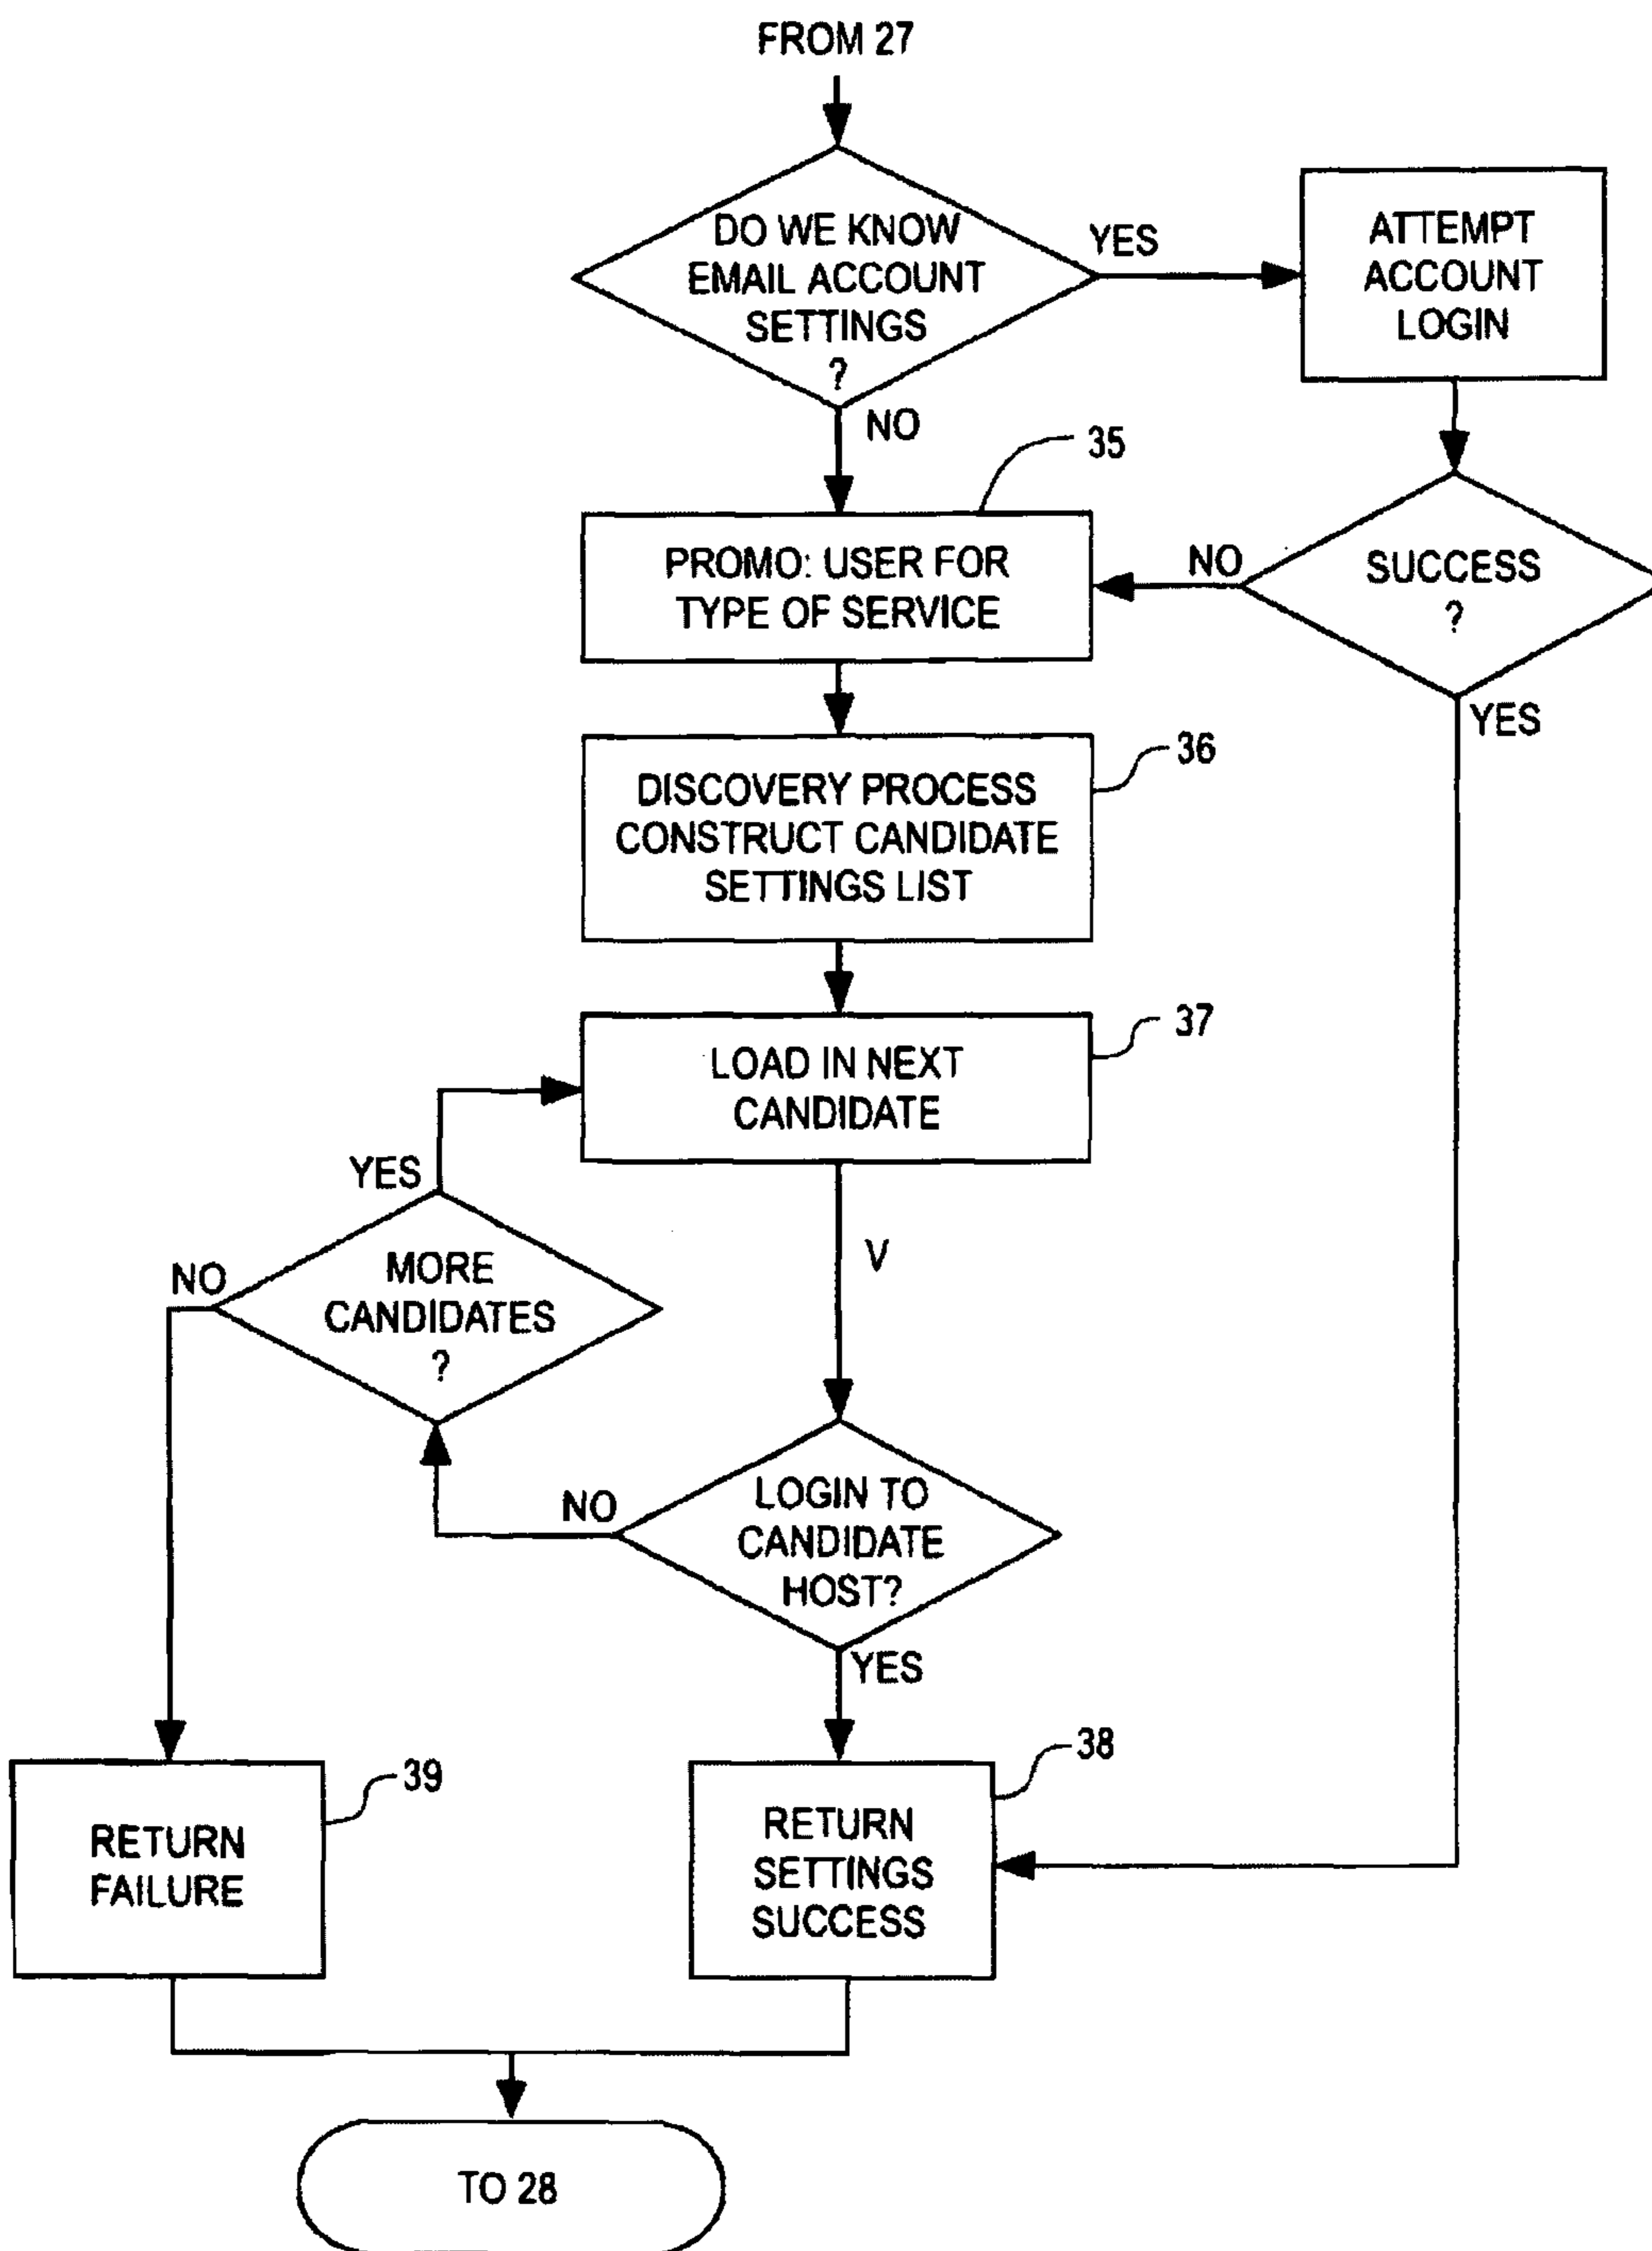 FROM 27
DO WE KNOW
EMAIL ACCOUNT
SETTINGS
?
YES
NO
ATTEMPT
ACCOUNT
LOGIN
35
PROMO: USER FOR
TYPE OF SERVICE
NO
SUCCESS
?
YES
36
DISCOVERY PROCESS
CONSTRUCT CANDIDATE
SETTINGS LIST
37
LOAD IN NEXT
CANDIDATE
YES
NO
MORE
CANDIDATES
?
V
NO
LOGIN TO
CANDIDATE
HOST?
YES
39
RETURN
FAILURE
38
RETURN
SETTINGS
SUCCESS
TO 28